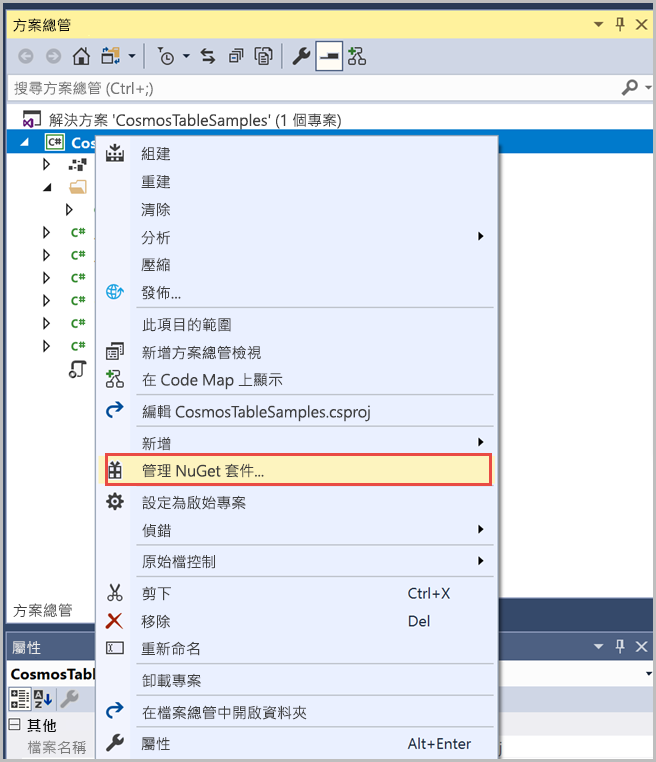 方案總管
搜尋方案總管 (Ctrl+;)
解決方案 'CosmosTableSamples' (1 個專案)
C# Cos
組建
重建
清除
分析
C#
壓縮
C#
發佈...
C#
此項目的範圍
C#
新增方案總管檢視
C#
在 Code Map 上顯示
C#
編輯 CosmosTableSamples.csproj
新增
管理 NuGet 套件...
設定為啟始專案
偵錯
原始檔控制
剪下 Ctrl+X
方案總管
移除 Del
屬性
重新命名
CosmosTabl
卸載專案
在檔案總管中開啟資料夾
其他
檔案名稱
屬性 Alt+Enter